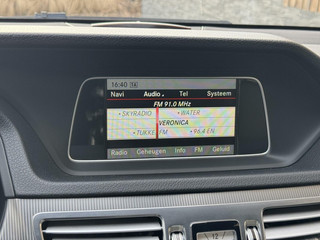 16:40
Navi Audio Tel Systeem
FM 91.0 MHz
• SKYRADIO • WATER
VERONICA
TUKKE FM • 96,4 EN
Radio Geheugen Info FM Geluid
12